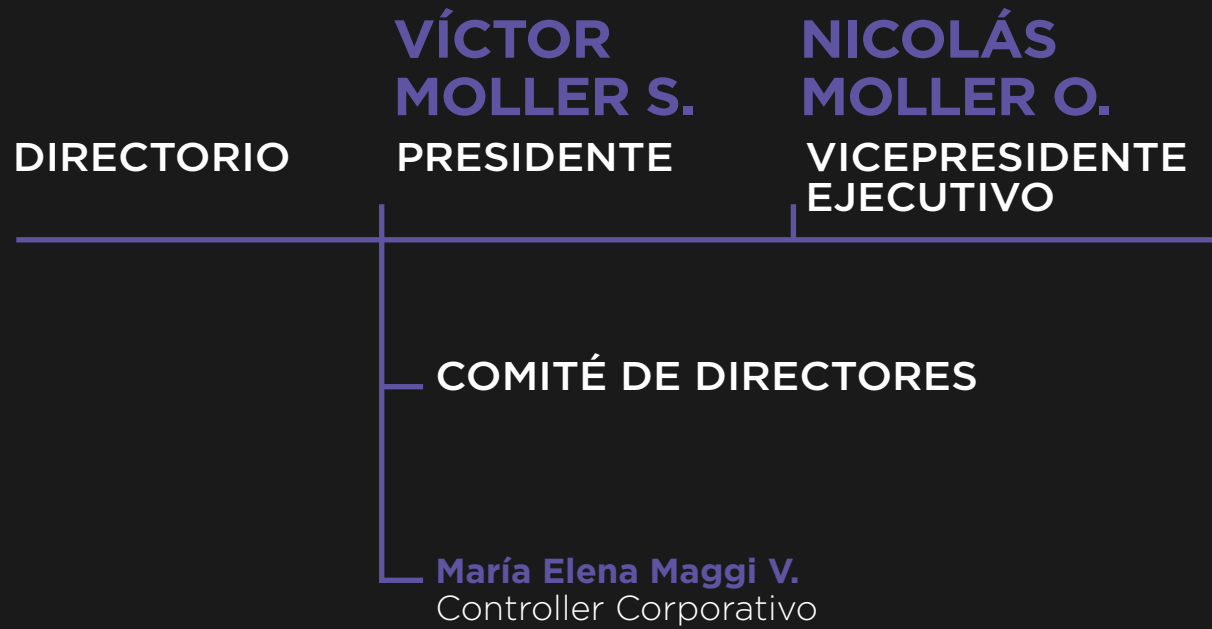 VÍCTOR
MOLLER S.
NICOLÁS
MOLLER O.
DIRECTORIO
PRESIDENTE
VICEPRESIDENTE
EJECUTIVO
COMITÉ DE DIRECTORES
María Elena Maggi V.
Controller Corporativo